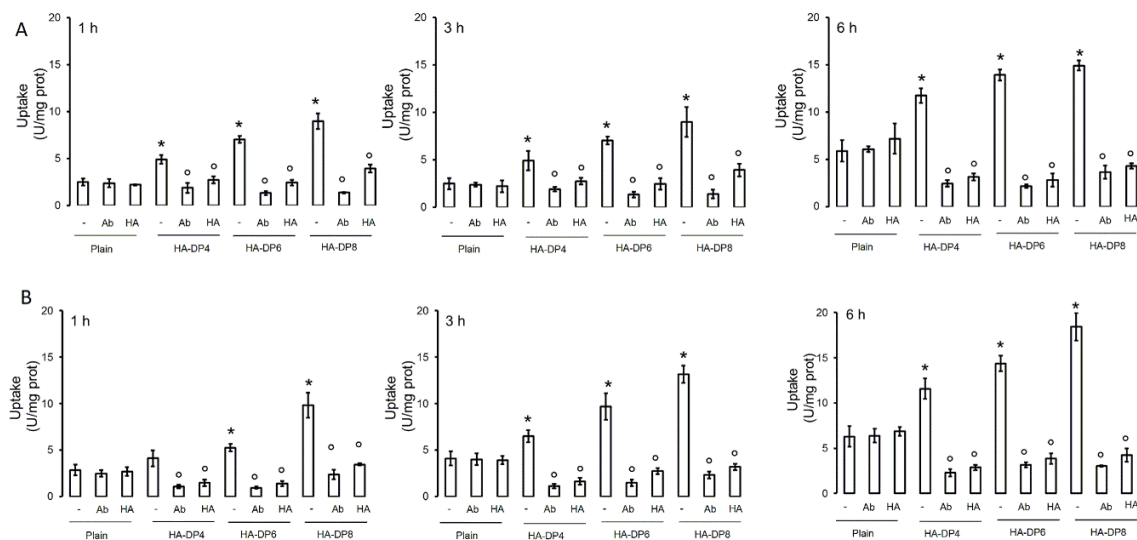 A
1 h
Uptake
(U/mg prot)
20
15
10
5
0
* * *
° ° ° ° ° °
- Ab HA - Ab HA - Ab HA - Ab HA
Plain HA-DP4 HA-DP6 HA-DP8
3 h
Uptake
(U/mg prot)
20
15
10
5
0
* * *
° ° ° ° ° °
- Ab HA - Ab HA - Ab HA - Ab HA
Plain HA-DP4 HA-DP6 HA-DP8
6 h
Uptake
(U/mg prot)
20
15
10
5
0
* * *
° ° ° ° ° °
- Ab HA - Ab HA - Ab HA - Ab HA
Plain HA-DP4 HA-DP6 HA-DP8
B
1 h
Uptake
(U/mg prot)
20
15
10
5
0
* *
° ° ° ° ° °
- Ab HA - Ab HA - Ab HA - Ab HA
Plain HA-DP4 HA-DP6 HA-DP8
3 h
Uptake
(U/mg prot)
20
15
10
5
0
* * *
° ° ° ° ° °
- Ab HA - Ab HA - Ab HA - Ab HA
Plain HA-DP4 HA-DP6 HA-DP8
6 h
Uptake
(U/mg prot)
20
15
10
5
0
* * *
° ° ° ° ° °
- Ab HA - Ab HA - Ab HA - Ab HA
Plain HA-DP4 HA-DP6 HA-DP8